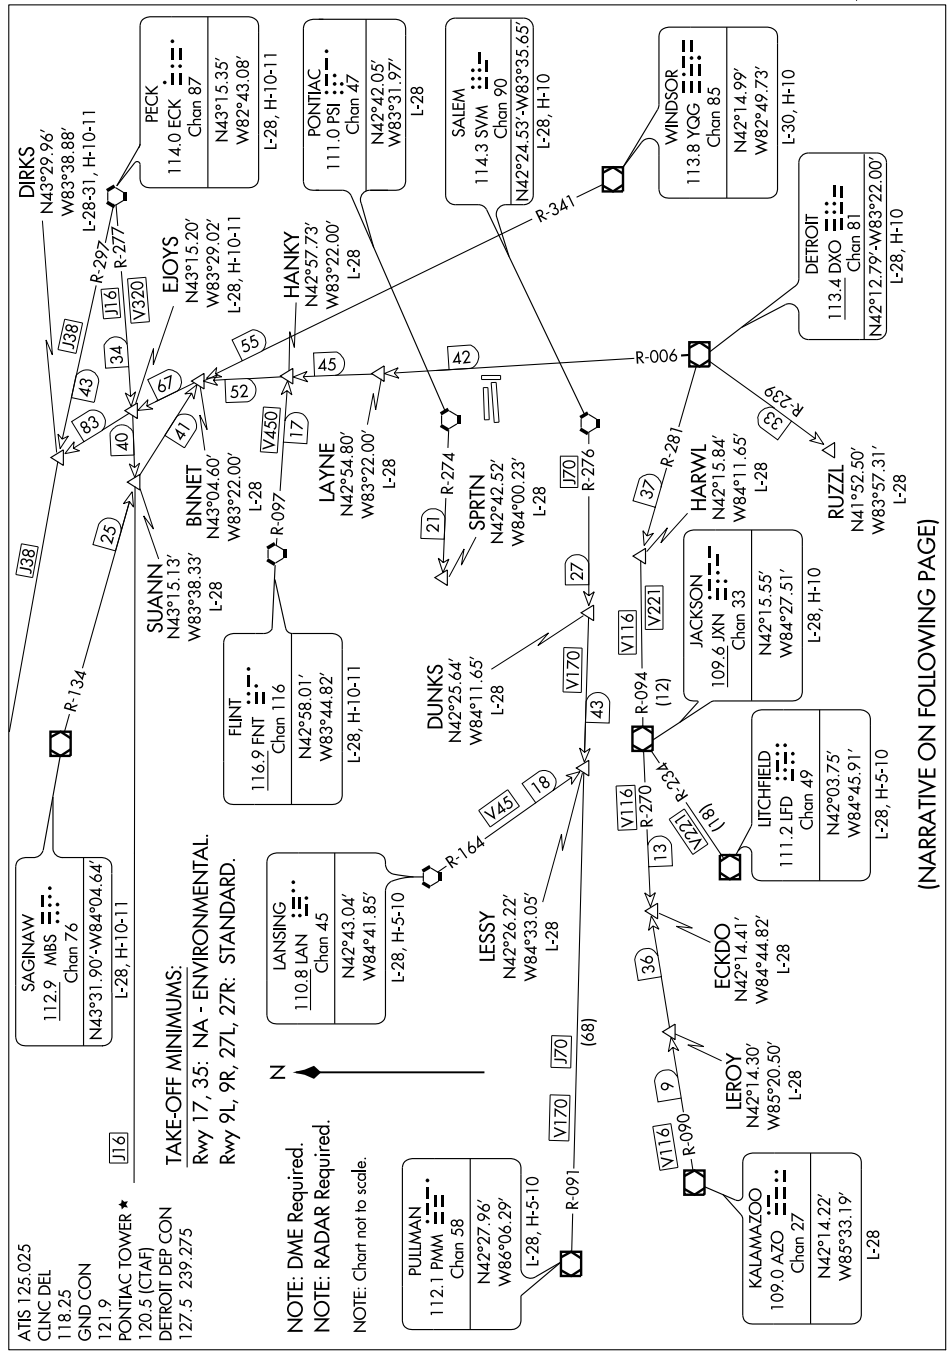 ATIS 125.025
CLNC DEL
118.25
GND CON
121.9
PONTIAC TOWER ★
120.5 (CTAF)
DETROIT DEP CON
127.5 239.275
TAKE-OFF MINIMUMS:
Rwy 17, 35: NA - ENVIRONMENTAL.
Rwy 9L, 9R, 27L, 27R: STANDARD.
NOTE: DME Required.
NOTE: RADAR Required.
NOTE: Chart not to scale.
N
SAGINAW
112.9 MBS
Chan 76
N43°31.90'-W84°04.64'
L-28, H-10-11
R-134
25
J38
J16
DIRKS
N43°29.96'
W83°38.88'
L-28-31, H-10-11
J38
43
R-297
R-277
J16
V320
34
83
67
40
41
PECK
114.0 ECK
Chan 87
N43°15.35'
W82°43.08'
L-28, H-10-11
EJOYS
N43°15.20'
W83°29.02'
L-28, H-10-11
SUANN
N43°15.13'
W83°38.33'
L-28
BNNET
N43°04.60'
W83°22.00'
L-28
55
52
45
42
HANKY
N42°57.73'
W83°22.00'
L-28
V450
17
R-097
FLINT
116.9 FNT
Chan 116
N42°58.01'
W83°44.82'
L-28, H-10-11
LAYNE
N42°54.80'
W83°22.00'
L-28
PONTIAC
111.0 PSI
Chan 47
N42°42.05'
W83°31.97'
L-28
R-274
21
SPRTN
N42°42.52'
W84°00.23'
L-28
SALEM
114.3 SVM
Chan 90
N42°24.53'-W83°35.65'
L-28, H-10
J70
R-276
27
DUNKS
N42°25.64'
W84°11.65'
L-28
V170
43
LANSING
110.8 LAN
Chan 45
N42°43.04'
W84°41.85'
L-28, H-5-10
R-164
V45
18
LESSY
N42°26.22'
W84°33.05'
L-28
J70
(68)
V170
R-091
PULLMAN
112.1 PMM
Chan 58
N42°27.96'
W86°06.29'
L-28, H-5-10
WINDSOR
113.8 YQG
Chan 85
N42°14.99'
W82°49.73'
L-30, H-10
R-341
DETROIT
113.4 DXO
Chan 81
N42°12.79'-W83°22.00'
L-28, H-10
R-006
R-281
37
R-239
33
HARWL
N42°15.84'
W84°11.65'
L-28
RUZZL
N41°52.50'
W83°57.31'
L-28
V116
V221
R-094
(12)
JACKSON
109.6 JXN
Chan 33
N42°15.55'
W84°27.51'
L-28, H-10
R-234
V221
(18)
LITCHFIELD
111.2 LFD
Chan 49
N42°03.75'
W84°45.91'
L-28, H-5-10
V116
R-270
13
ECKDO
N42°14.41'
W84°44.82'
L-28
36
LEROY
N42°14.30'
W85°20.50'
L-28
9
V116
R-090
KALAMAZOO
109.0 AZO
Chan 27
N42°14.22'
W85°33.19'
L-28
(NARRATIVE ON FOLLOWING PAGE)